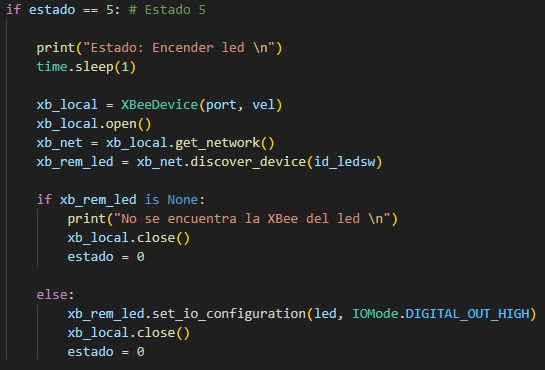 if estado == 5: # Estado 5
print("Estado: Encender led \n")
time.sleep(1)
xb_local = XBeeDevice(port, vel)
xb_local.open()
xb_net = xb_local.get_network()
xb_rem_led = xb_net.discover_device(id_ledsw)
if xb_rem_led is None:
print("No se encuentra la XBee del led \n")
xb_local.close()
estado = 0
else:
xb_rem_led.set_io_configuration(led, IOMode.DIGITAL_OUT_HIGH)
xb_local.close()
estado = 0